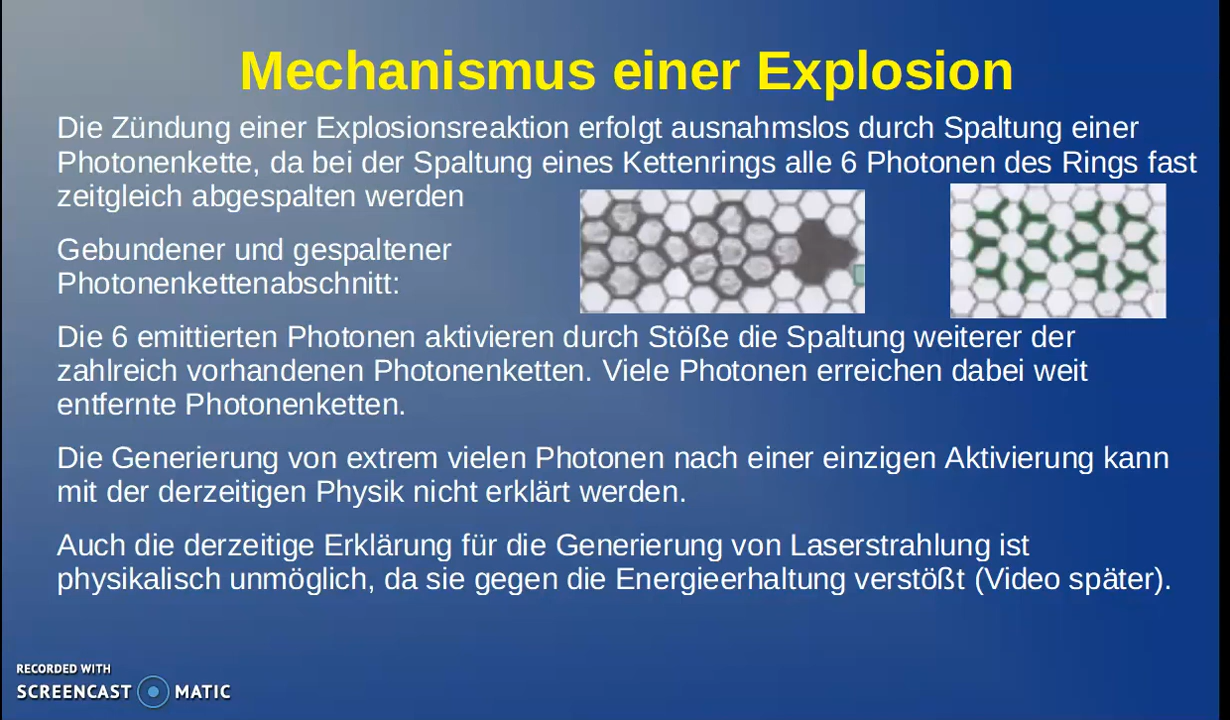 Mechanismus einer Explosion
Die Zündung einer Explosionsreaktion erfolgt ausnahmslos durch Spaltung einer
Photonenkette, da bei der Spaltung eines Kettenrings alle 6 Photonen des Rings fast
zeitgleich abgespalten werden
Gebundener und gespaltener
Photonenkettenabschnitt:
Die 6 emittierten Photonen aktivieren durch Stöße die Spaltung weiterer der
zahlreich vorhandenen Photonenketten. Viele Photonen erreichen dabei weit
entfernte Photonenketten.
Die Generierung von extrem vielen Photonen nach einer einzigen Aktivierung kann
mit der derzeitigen Physik nicht erklärt werden.
Auch die derzeitige Erklärung für die Generierung von Laserstrahlung ist
physikalisch unmöglich, da sie gegen die Energieerhaltung verstößt (Video später).
RECORDED WITH
SCREENCAST MATIC